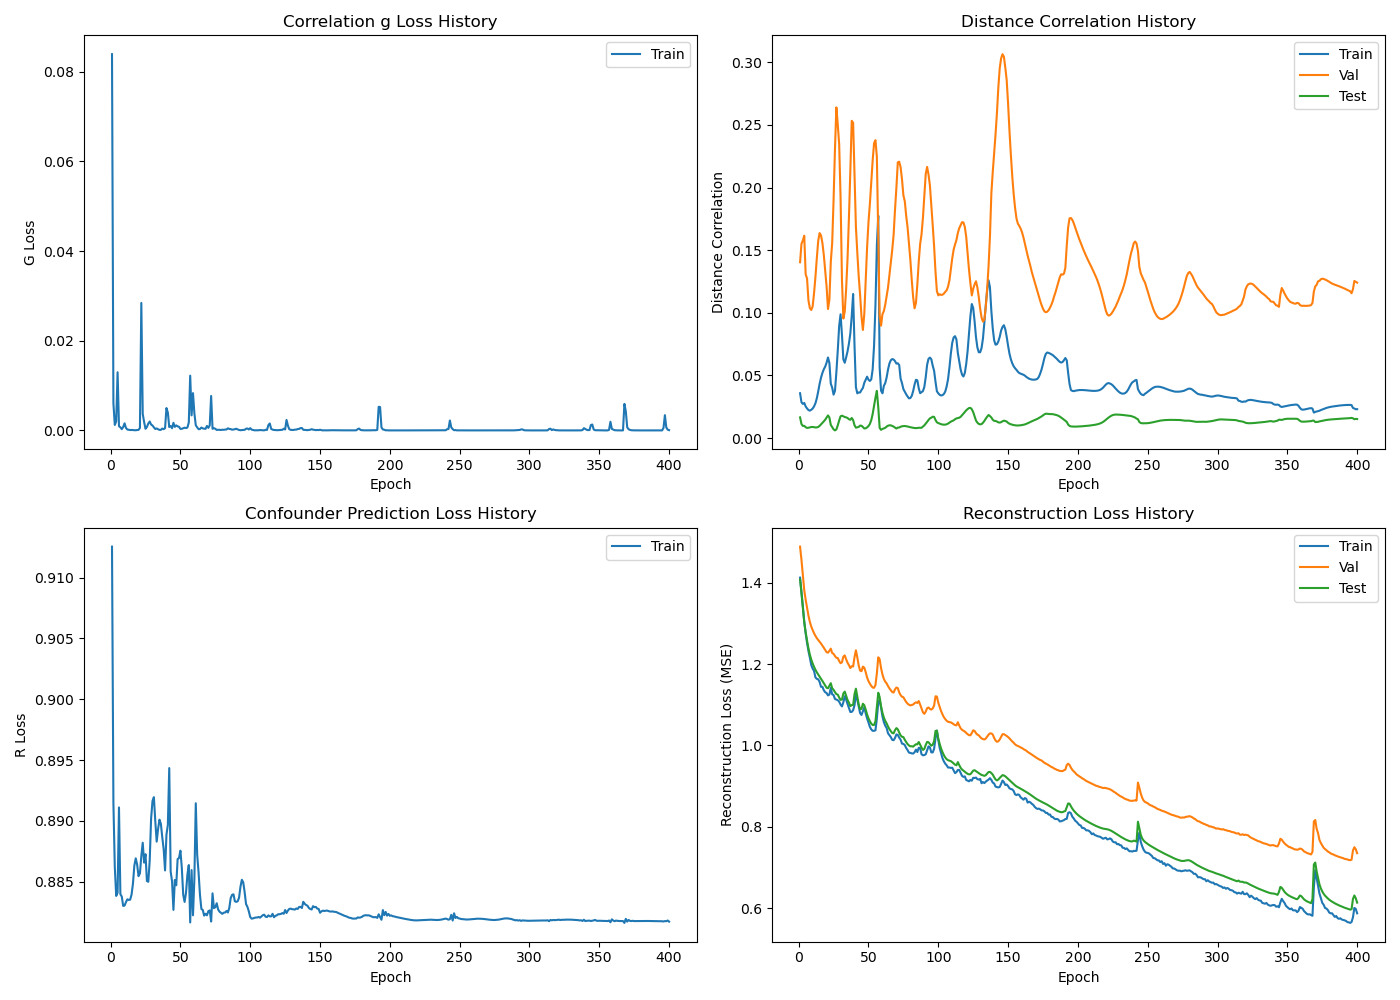 Correlation g Loss History
G Loss
0.08
0.06
0.04
0.02
0.00
Train
0 50 100 150 200 250 300 350 400
Epoch
Distance Correlation History
Distance Correlation
0.30
0.25
0.20
0.15
0.10
0.05
0.00
Train
Val
Test
0 50 100 150 200 250 300 350 400
Epoch
Confounder Prediction Loss History
R Loss
0.910
0.905
0.900
0.895
0.890
0.885
Train
0 50 100 150 200 250 300 350 400
Epoch
Reconstruction Loss History
Reconstruction Loss (MSE)
1.4
1.2
1.0
0.8
0.6
Train
Val
Test
0 50 100 150 200 250 300 350 400
Epoch